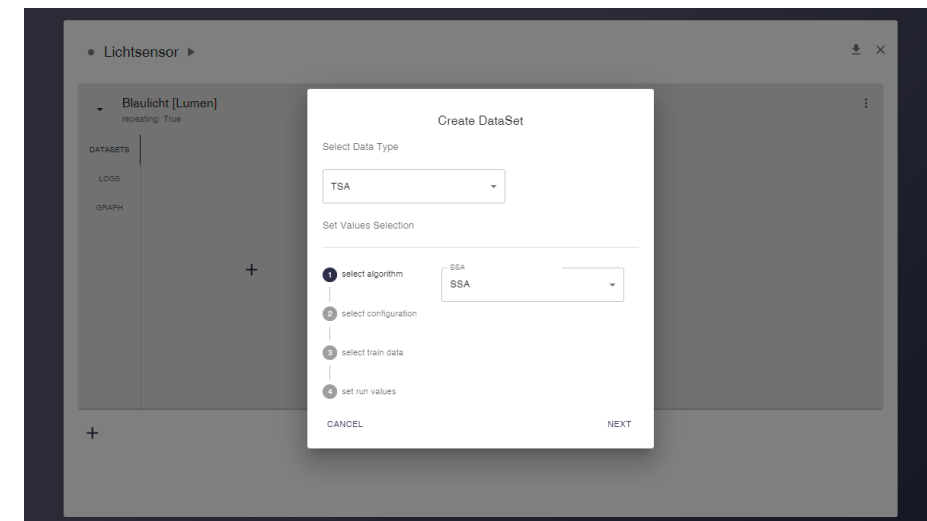 Lichtsensor
Blaulicht [Lumen]
repeating: True
DATASETS
LOGS
GRAPH
Create DataSet
Select Data Type
TSA
Set Values Selection
1 select algorithm
SSA
SSA
2 select configuration
3 select train data
4 set run values
CANCEL
NEXT